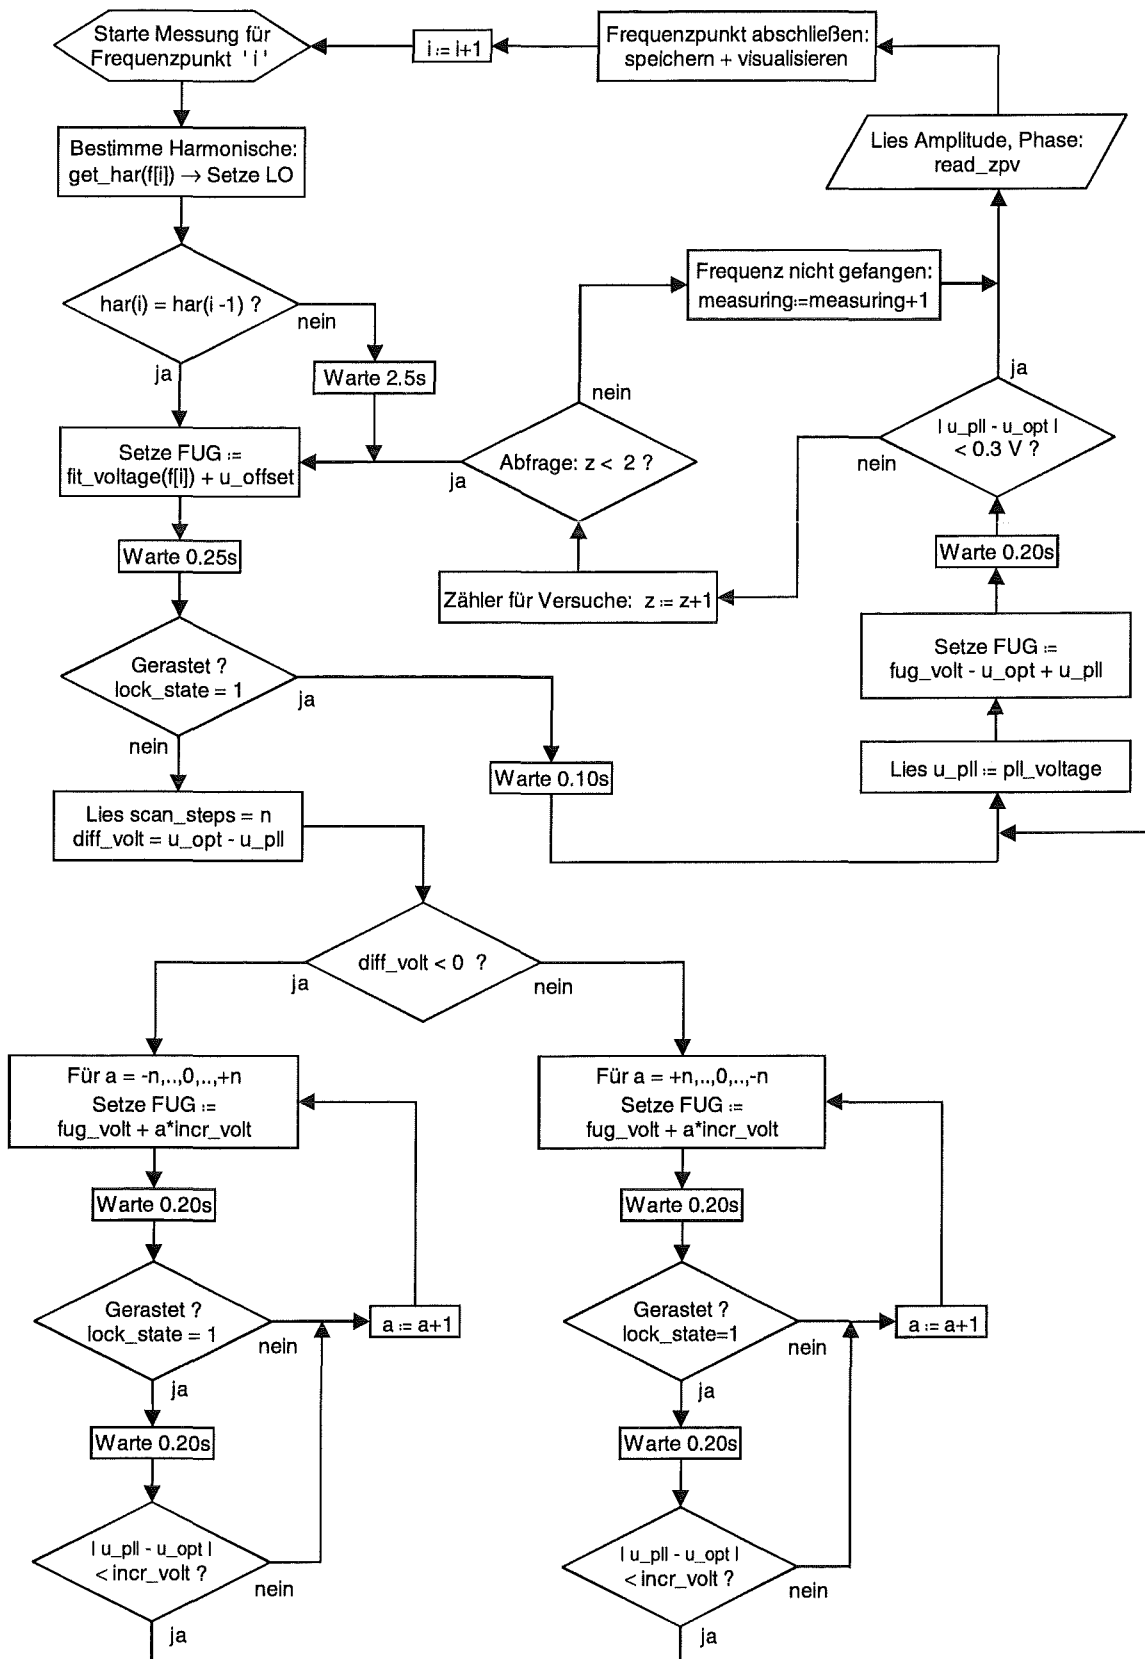 Starte Messung für
Frequenzpunkt ' i '
i := i+1
Frequenzpunkt abschließen:
speichern + visualisieren
Bestimme Harmonische:
get_har(f[i]) → Setze LO
Lies Amplitude, Phase:
read_zpv
har(i) = har(i -1) ?
nein
ja
Warte 2.5s
Frequenz nicht gefangen:
measuring:=measuring+1
nein
ja
Setze FUG :=
fit_voltage(f[i]) + u_offset
Abfrage: z < 2 ?
ja
| u_pll - u_opt |
< 0.3 V ?
nein
Warte 0.25s
Warte 0.20s
Zähler für Versuche: z := z+1
Gerastet ?
lock_state = 1
ja
nein
Setze FUG :=
fug_volt - u_opt + u_pll
Warte 0.10s
Lies u_pll := pll_voltage
Lies scan_steps = n
diff_volt = u_opt - u_pll
diff_volt < 0 ?
ja
nein
Für a = -n,..,0,..,+n
Setze FUG :=
fug_volt + a*incr_volt
Für a = +n,..,0,..,-n
Setze FUG :=
fug_volt + a*incr_volt
Warte 0.20s
Warte 0.20s
Gerastet ?
lock_state = 1
nein
a := a+1
ja
Gerastet ?
lock_state=1
nein
a := a+1
ja
Warte 0.20s
Warte 0.20s
| u_pll - u_opt |
< incr_volt ?
nein
ja
| u_pll - u_opt |
< incr_volt ?
nein
ja